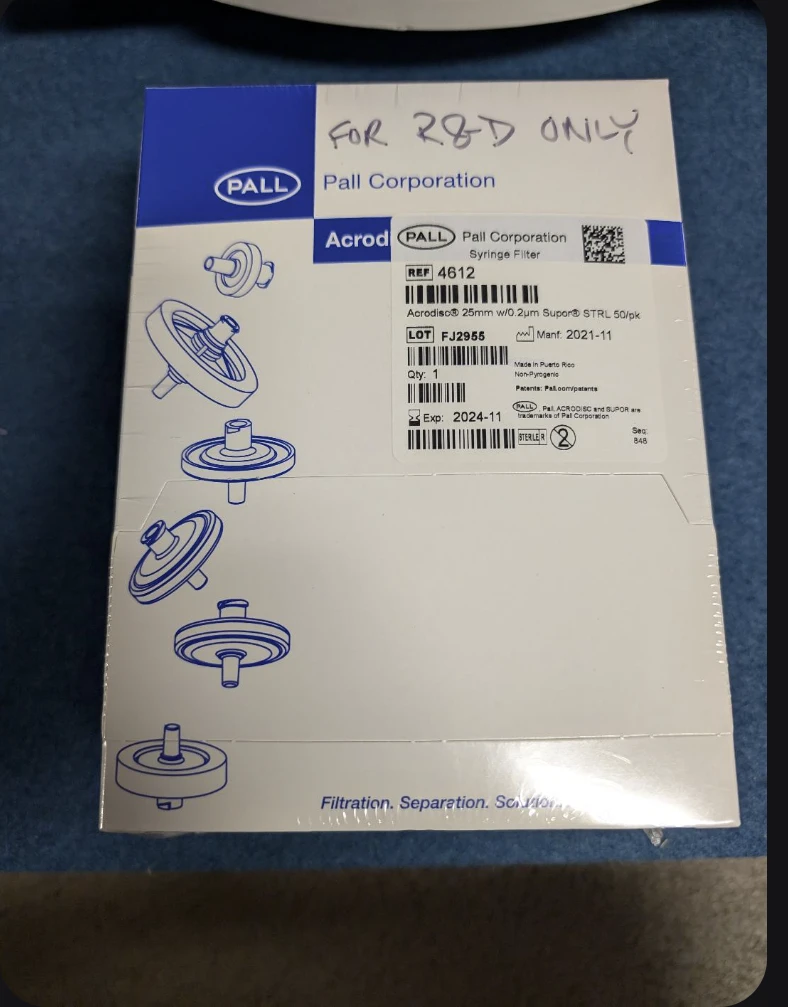 FOR R&D ONLY
PALL
Pall Corporation
Acrod
PALL Pall Corporation
Syringe Filter
REF 4612
Acrodisc® 25mm w/0.2µm Supor® STRL 50/pk
LOT FJ2955 Manf: 2021-11
Made in Puerto Rico
Non-Pyrogenic
Qty: 1
Patents: Pall.com/patents
PALL, Pall, ACRODISC and SUPOR are
trademarks of Pall Corporation
Exp: 2024-11
STERILE R 2
Seq:
848
Filtration. Separation. Solution.